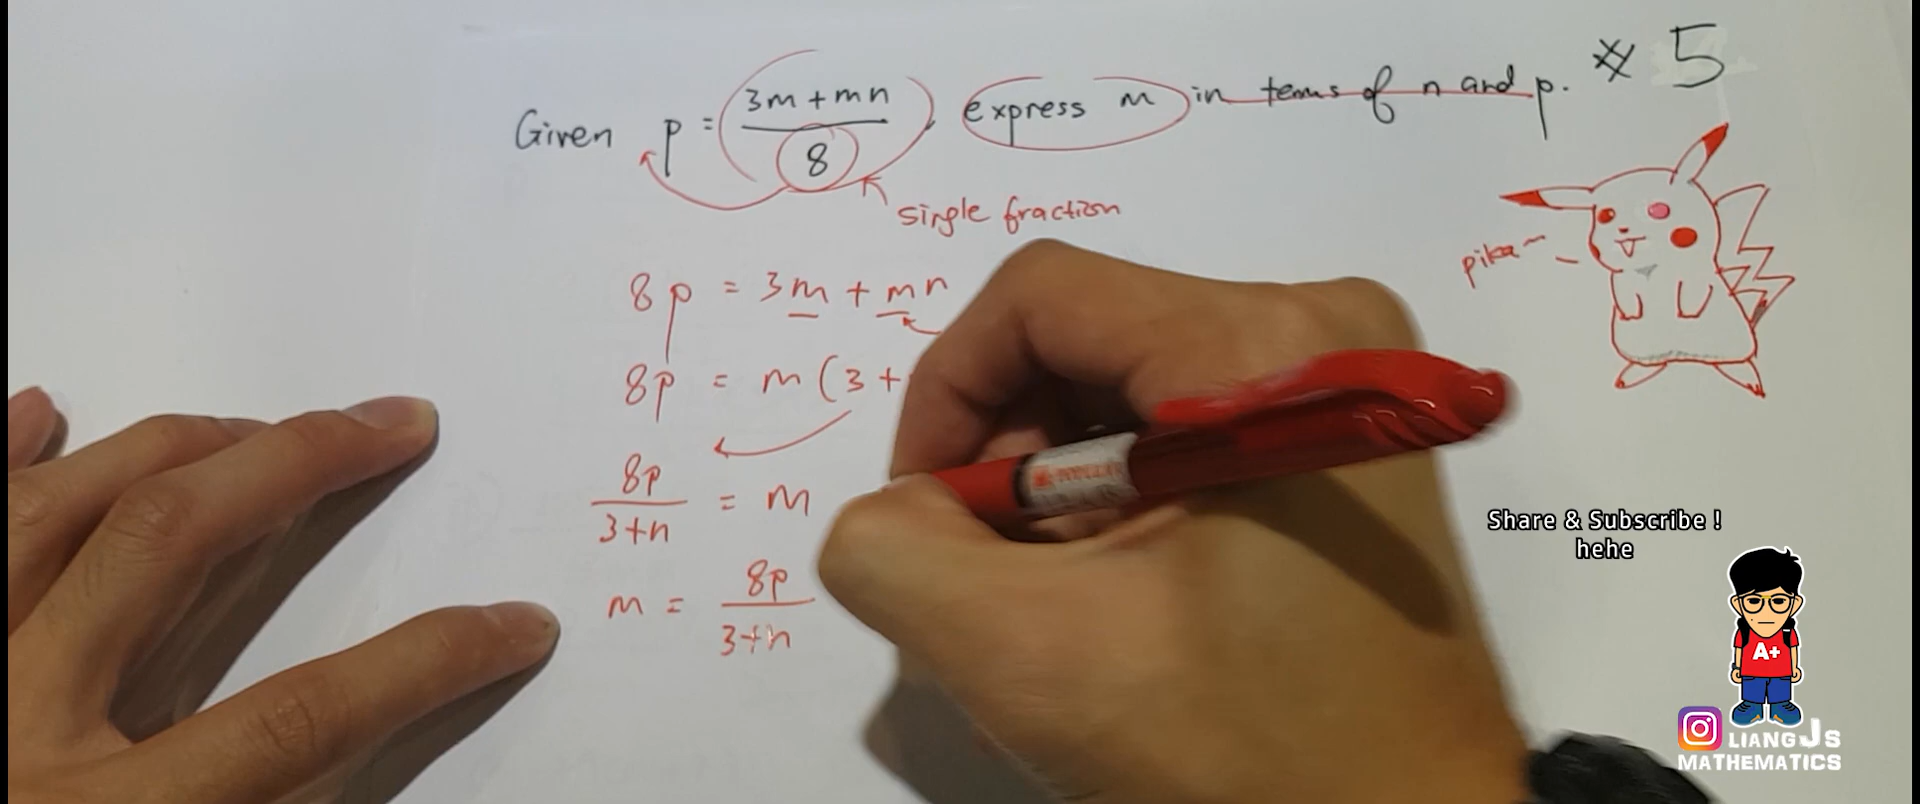 Given p = (3m + mn)/8, express m in terms of n and p. # 5
single fraction
pika~
8p = 3m + mn
8p = m (3 +
8p/(3+n) = m
m = 8p/(3+n)
Share & Subscribe !
hehe
A+
LIANGJS
MATHEMATICS